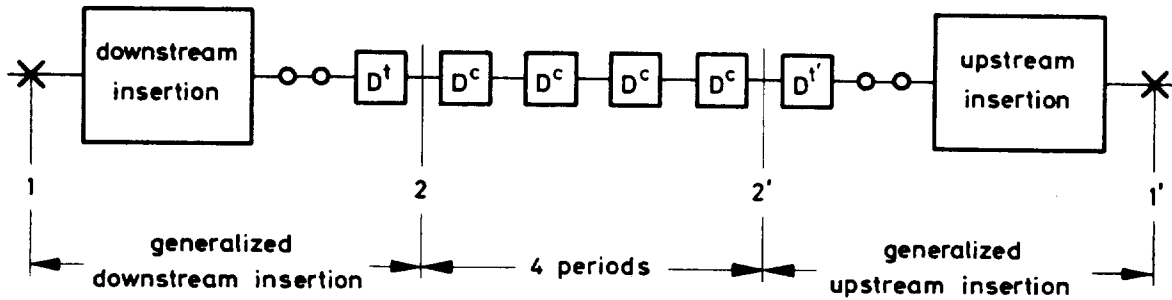 downstream
insertion
D^t
D^c
D^c
D^c
D^c
D^t'
upstream
insertion
1
2
2'
1'
generalized
downstream insertion
4 periods
generalized
upstream insertion